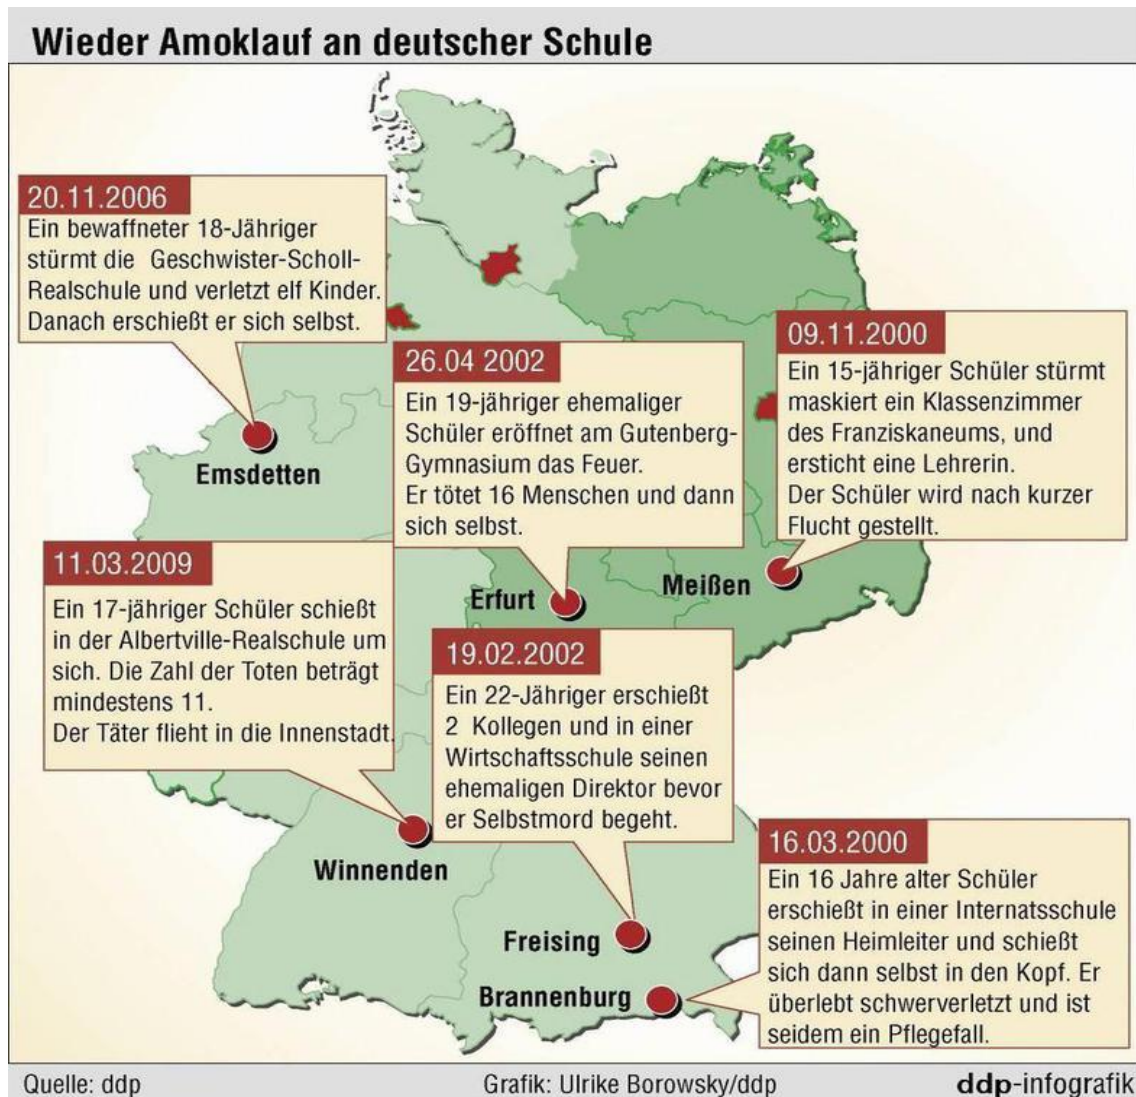 Wieder Amoklauf an deutscher Schule
20.11.2006
Ein bewaffneter 18-Jähriger
stürmt die Geschwister-Scholl-
Realschule und verletzt elf Kinder.
Danach erschießt er sich selbst.
Emsdetten
26.04 2002
Ein 19-jähriger ehemaliger
Schüler eröffnet am Gutenberg-
Gymnasium das Feuer.
Er tötet 16 Menschen und dann
sich selbst.
Erfurt
09.11.2000
Ein 15-jähriger Schüler stürmt
maskiert ein Klassenzimmer
des Franziskaneums, und
ersticht eine Lehrerin.
Der Schüler wird nach kurzer
Flucht gestellt.
Meißen
11.03.2009
Ein 17-jähriger Schüler schießt
in der Albertville-Realschule um
sich. Die Zahl der Toten beträgt
mindestens 11.
Der Täter flieht in die Innenstadt.
Winnenden
19.02.2002
Ein 22-Jähriger erschießt
2 Kollegen und in einer
Wirtschaftsschule seinen
ehemaligen Direktor bevor
er Selbstmord begeht.
Freising
16.03.2000
Ein 16 Jahre alter Schüler
erschießt in einer Internatsschule
seinen Heimleiter und schießt
sich dann selbst in den Kopf. Er
überlebt schwerverletzt und ist
seidem ein Pflegefall.
Brannenburg
Quelle: ddp
Grafik: Ulrike Borowsky/ddp
ddp-infografik